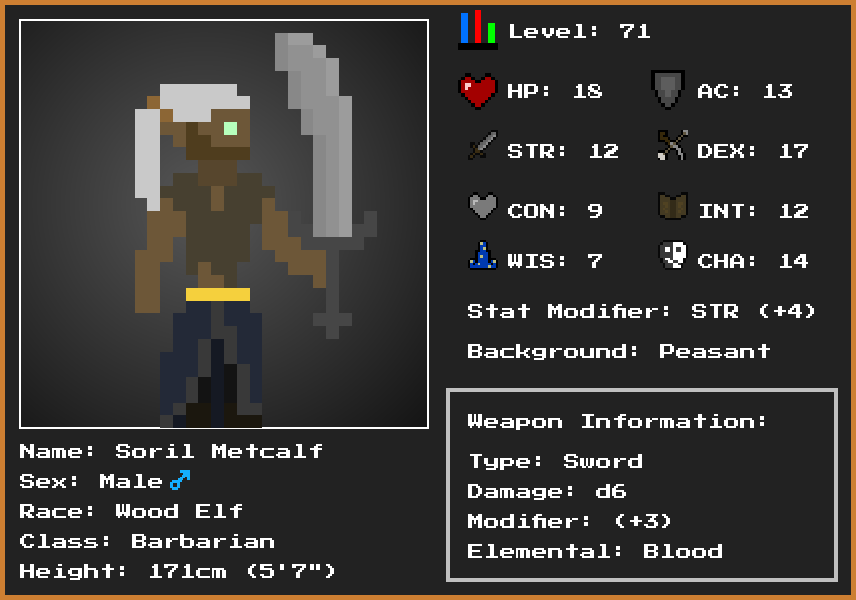 Level: 71
HP: 18 AC: 13
STR: 12 DEX: 17
CON: 9 INT: 12
WIS: 7 CHA: 14
Stat Modifier: STR (+4)
Background: Peasant
Weapon Information:
Type: Sword
Damage: d6
Modifier: (+3)
Elemental: Blood
Name: Soril Metcalf
Sex: Male♂
Race: Wood Elf
Class: Barbarian
Height: 171cm (5'7")